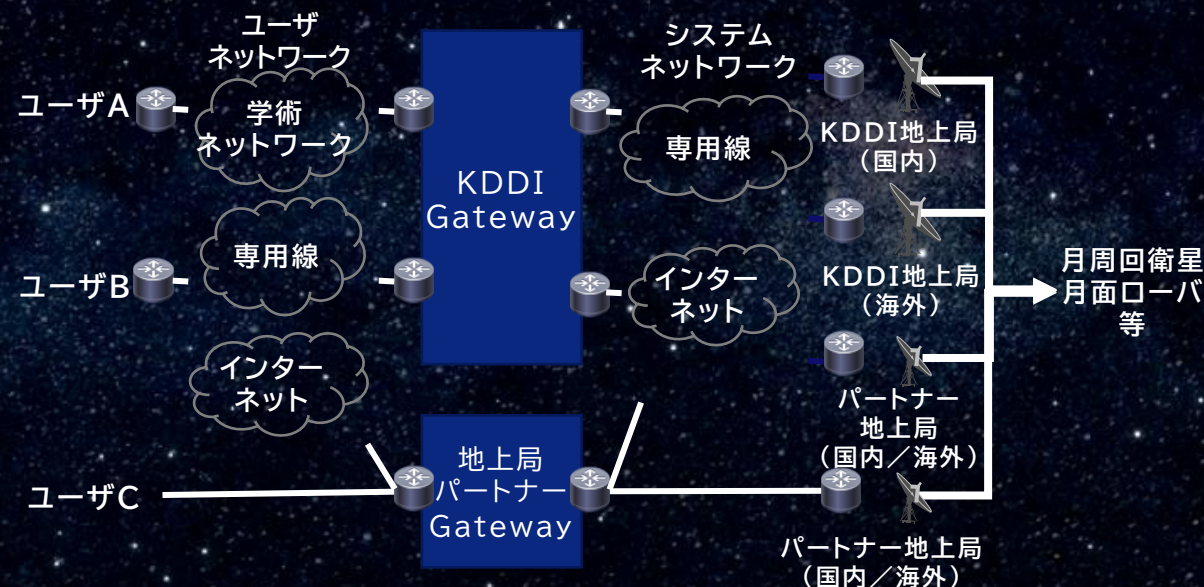 ユーザ
ネットワーク
システム
ネットワーク
ユーザA
学術
ネットワーク
専用線
KDDI地上局
（国内）
KDDI
Gateway
ユーザB
専用線
インター
ネット
KDDI地上局
（海外）
月周回衛星
月面ローバ
等
インター
ネット
パートナー
地上局
（国内／海外）
ユーザC
地上局
パートナー
Gateway
パートナー地上局
（国内／海外）